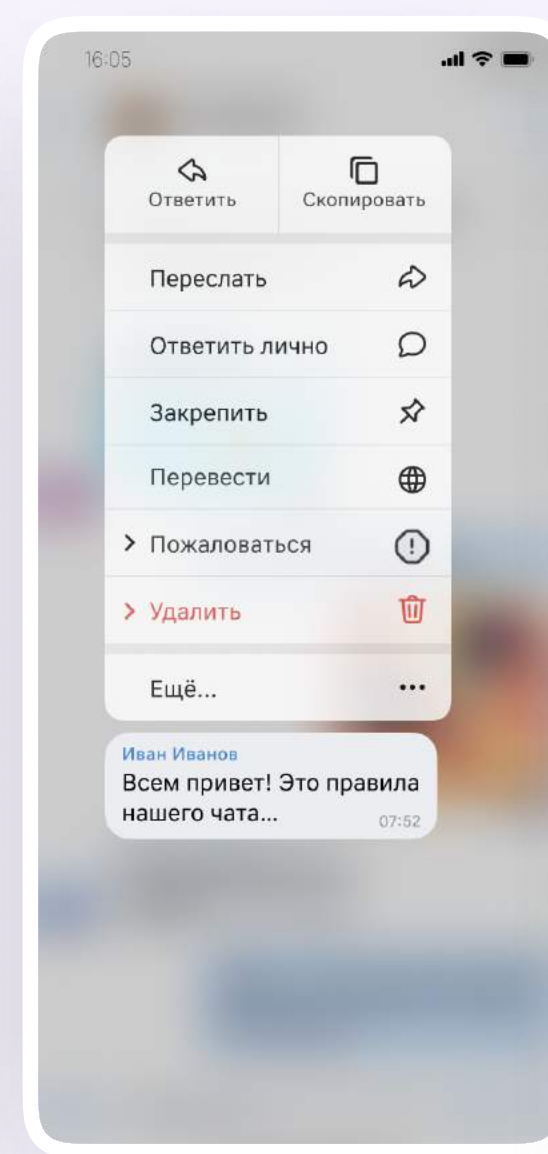 16:05
Ответить
Скопировать
Переслать
Ответить лично
Закрепить
Перевести
Пожаловаться
Удалить
Ещё...
Иван Иванов
Всем привет! Это правила
нашего чата...
07:52